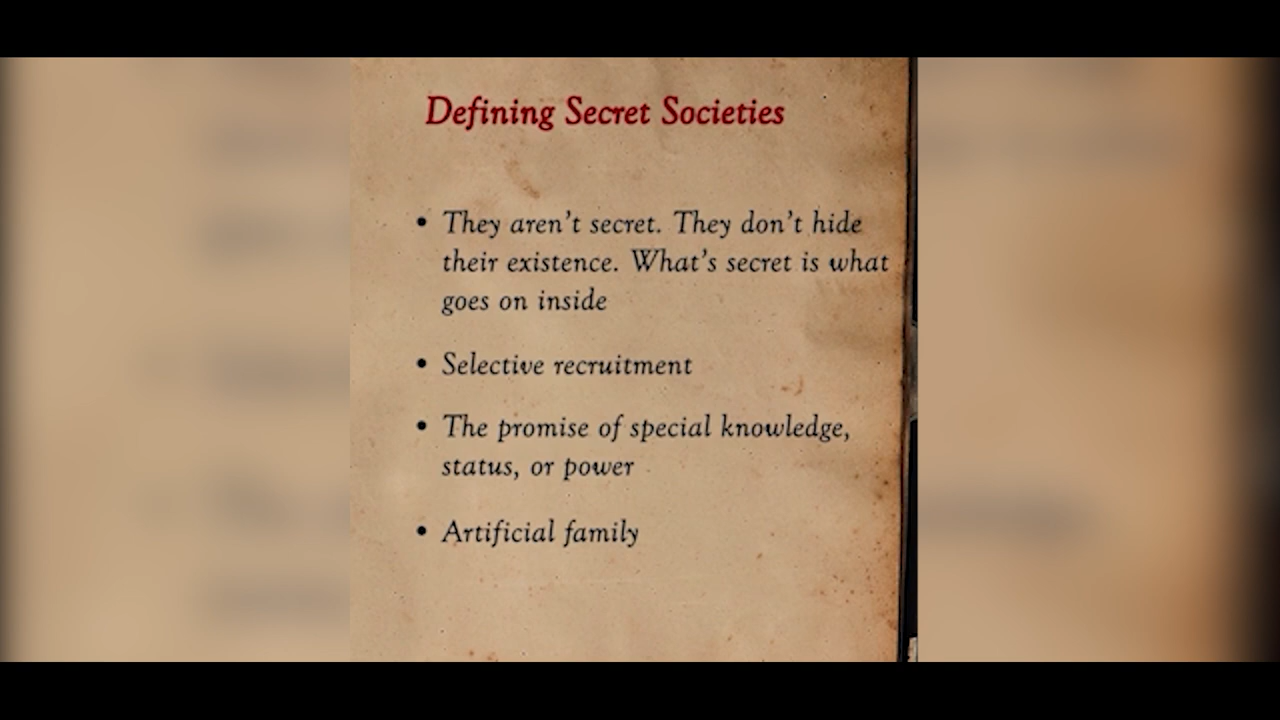 Defining Secret Societies
• They aren't secret. They don't hide
their existence. What's secret is what
goes on inside
• Selective recruitment
• The promise of special knowledge,
status, or power
• Artificial family